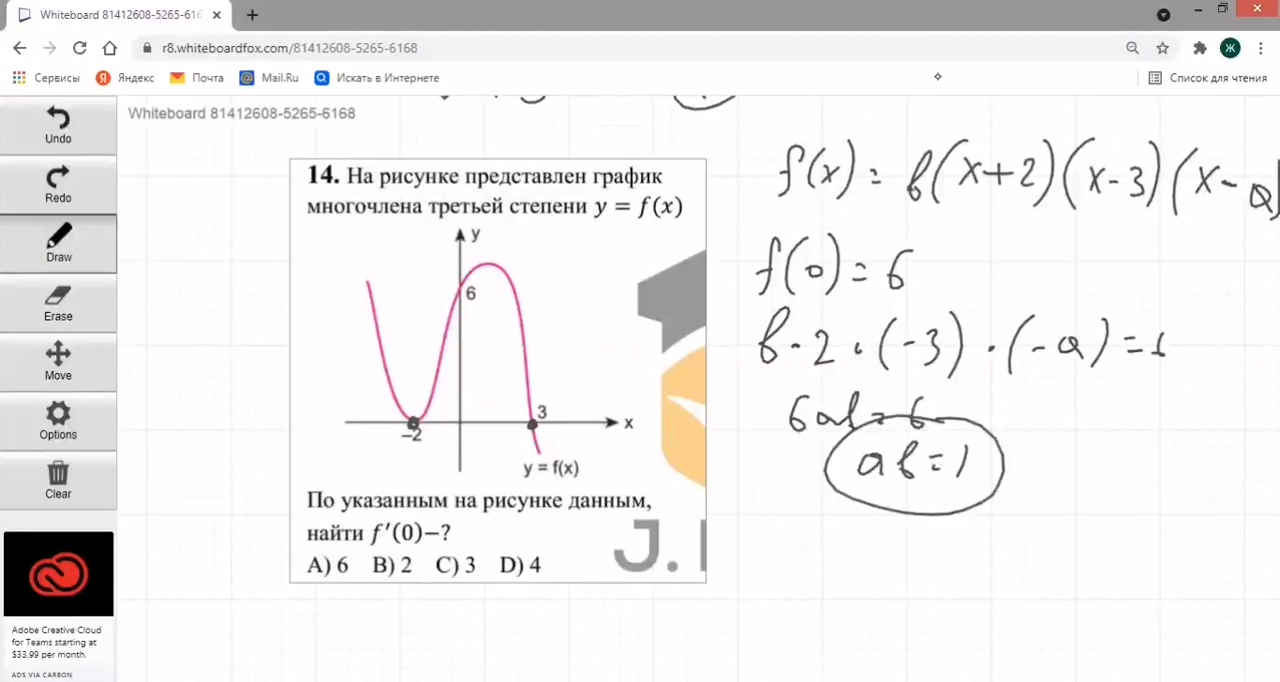 Whiteboard 81412608-5265-616
r8.whiteboardfox.com/81412608-5265-6168
Ж
Сервисы Яндекс Почта Mail.Ru Искать в Интернете Список для чтения
Whiteboard 81412608-5265-6168
Undo
Redo
Draw
Erase
Move
Options
Clear
Adobe Creative Cloud
for Teams starting at
$33.99 per month.
ADS VIA CARBON
14. На рисунке представлен график
многочлена третьей степени y = f(x)
y
6
3
x
−2
y = f(x)
По указанным на рисунке данным,
найти f′(0)−?
A) 6 B) 2 C) 3 D) 4
J.
f(x) = в(x+2)(x-3)(x-a)
f(0) = 6
в · 2 · (-3) · (-a) =
6aв = 6
aв = 1